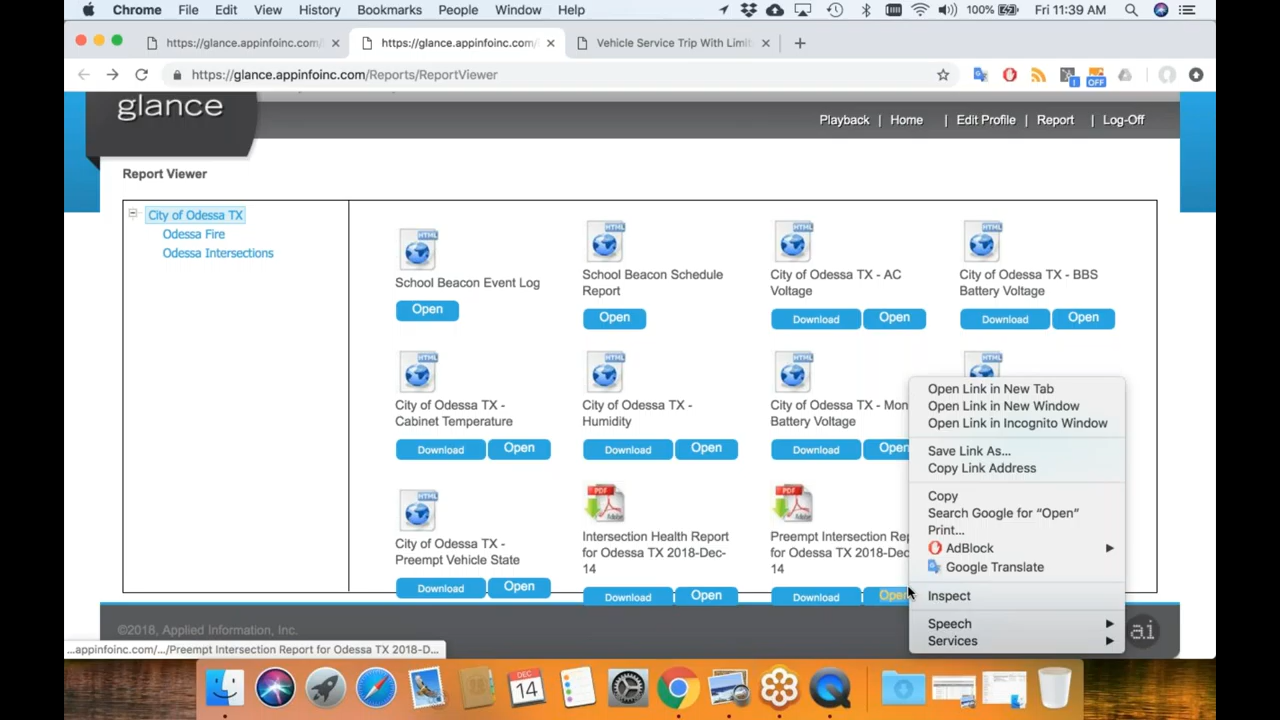 Chrome File Edit View History Bookmarks People Window Help 100% Fri 11:39 AM
https://glance.appinfoinc.com/ https://glance.appinfoinc.com/ Vehicle Service Trip With Limit
https://glance.appinfoinc.com/Reports/ReportViewer
OFF
glance
Playback | Home | Edit Profile | Report | Log-Off
Report Viewer
City of Odessa TX
Odessa Fire
Odessa Intersections
HTML HTML HTML HTML
School Beacon Event Log
Open
School Beacon Schedule
Report
Open
City of Odessa TX - AC
Voltage
Download Open
City of Odessa TX - BBS
Battery Voltage
Download Open
HTML HTML HTML HTML
City of Odessa TX -
Cabinet Temperature
Download Open
City of Odessa TX -
Humidity
Download Open
City of Odessa TX - Mon
Battery Voltage
Download Open
HTML
City of Odessa TX -
Preempt Vehicle State
Download Open
PDF
Intersection Health Report
for Odessa TX 2018-Dec-
14
Download Open
PDF
Preempt Intersection Rep
for Odessa TX 2018-Dec-
14
Download Open
Open Link in New Tab
Open Link in New Window
Open Link in Incognito Window
Save Link As...
Copy Link Address
Copy
Search Google for “Open”
Print...
AdBlock
Google Translate
Inspect
Speech
Services
©2018, Applied Information, Inc.
ai
...appinfoinc.com/.../Preempt Intersection Report for Odessa TX 2018-D...
DEC
14